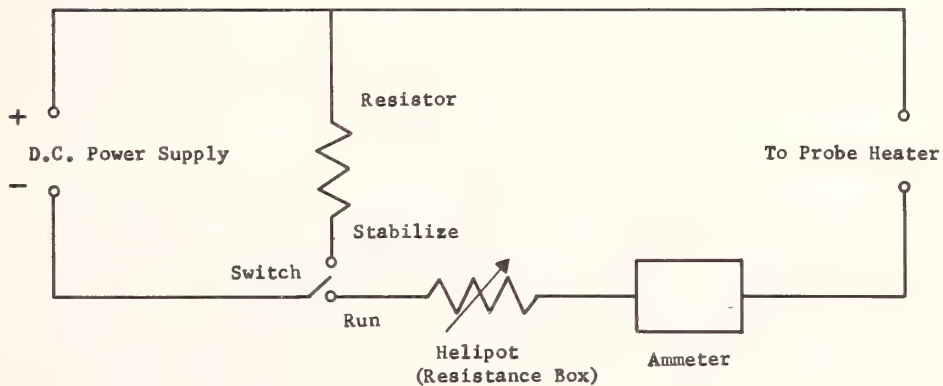 Resistor
+
D.C. Power Supply
-
To Probe Heater
Stabilize
Switch
Run
Helipot
(Resistance Box)
Ammeter